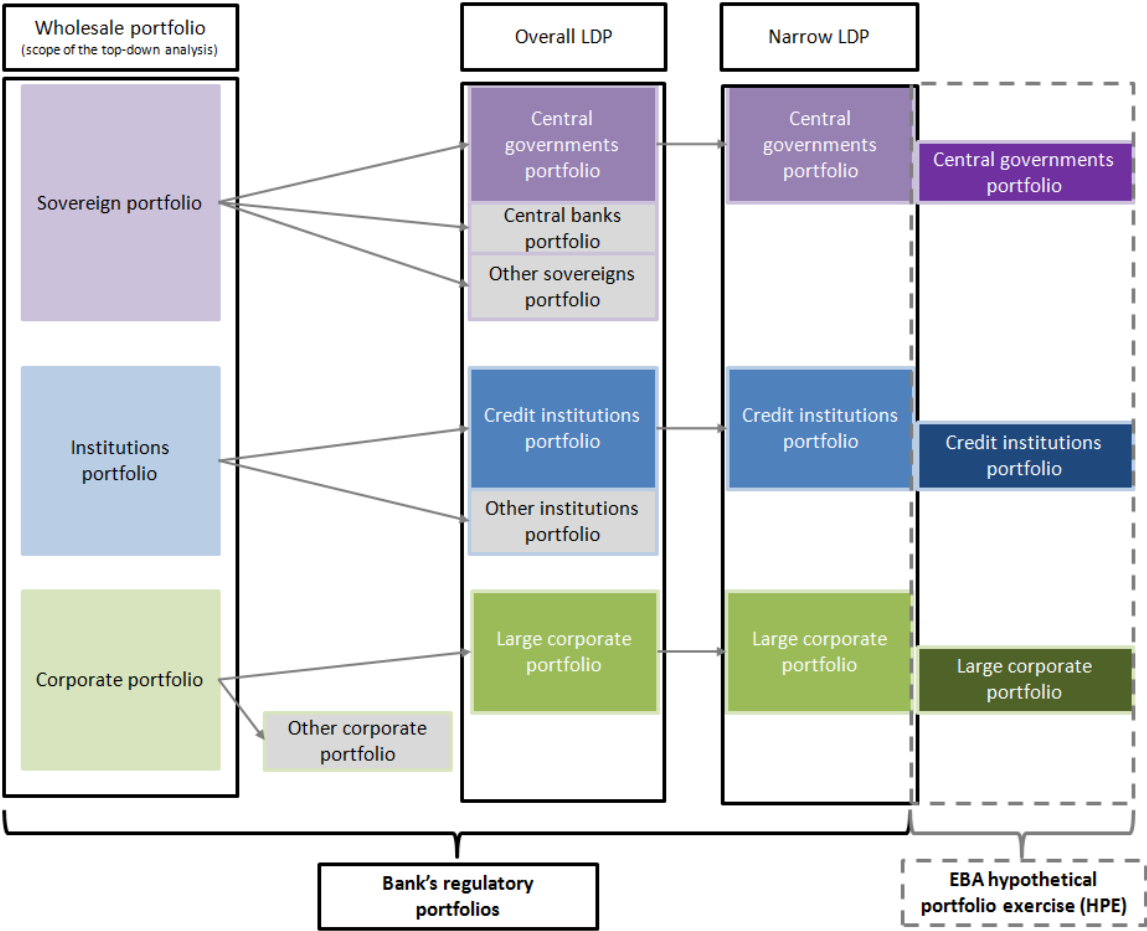 Wholesale portfolio
(scope of the top-down analysis)
Overall LDP
Narrow LDP
Sovereign portfolio
Central
governments
portfolio
Central banks
portfolio
Other sovereigns
portfolio
Central
governments
portfolio
Central governments
portfolio
Institutions
portfolio
Credit institutions
portfolio
Other institutions
portfolio
Credit institutions
portfolio
Credit institutions
portfolio
Corporate portfolio
Other corporate
portfolio
Large corporate
portfolio
Large corporate
portfolio
Large corporate
portfolio
Bank’s regulatory
portfolios
EBA hypothetical
portfolio exercise (HPE)